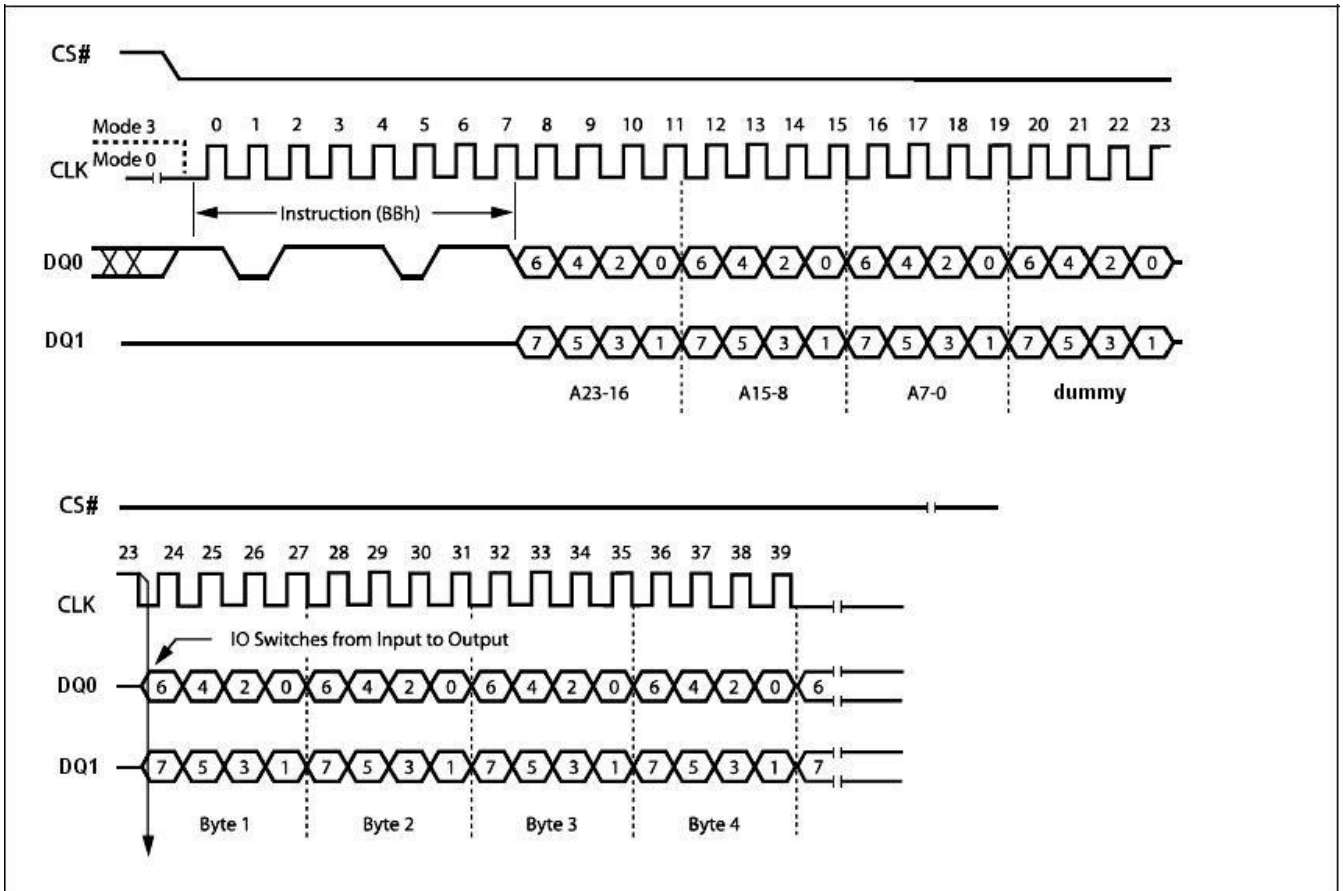 CS#
Mode 3 0 1 2 3 4 5 6 7 8 9 10 11 12 13 14 15 16 17 18 19 20 21 22 23
Mode 0
CLK
Instruction (BBh)
DQ0 6 4 2 0 6 4 2 0 6 4 2 0 6 4 2 0
DQ1 7 5 3 1 7 5 3 1 7 5 3 1 7 5 3 1
A23-16 A15-8 A7-0 dummy
CS#
23 24 25 26 27 28 29 30 31 32 33 34 35 36 37 38 39
CLK
IO Switches from Input to Output
DQ0 6 4 2 0 6 4 2 0 6 4 2 0 6 4 2 0 6
DQ1 7 5 3 1 7 5 3 1 7 5 3 1 7 5 3 1 7
Byte 1 Byte 2 Byte 3 Byte 4